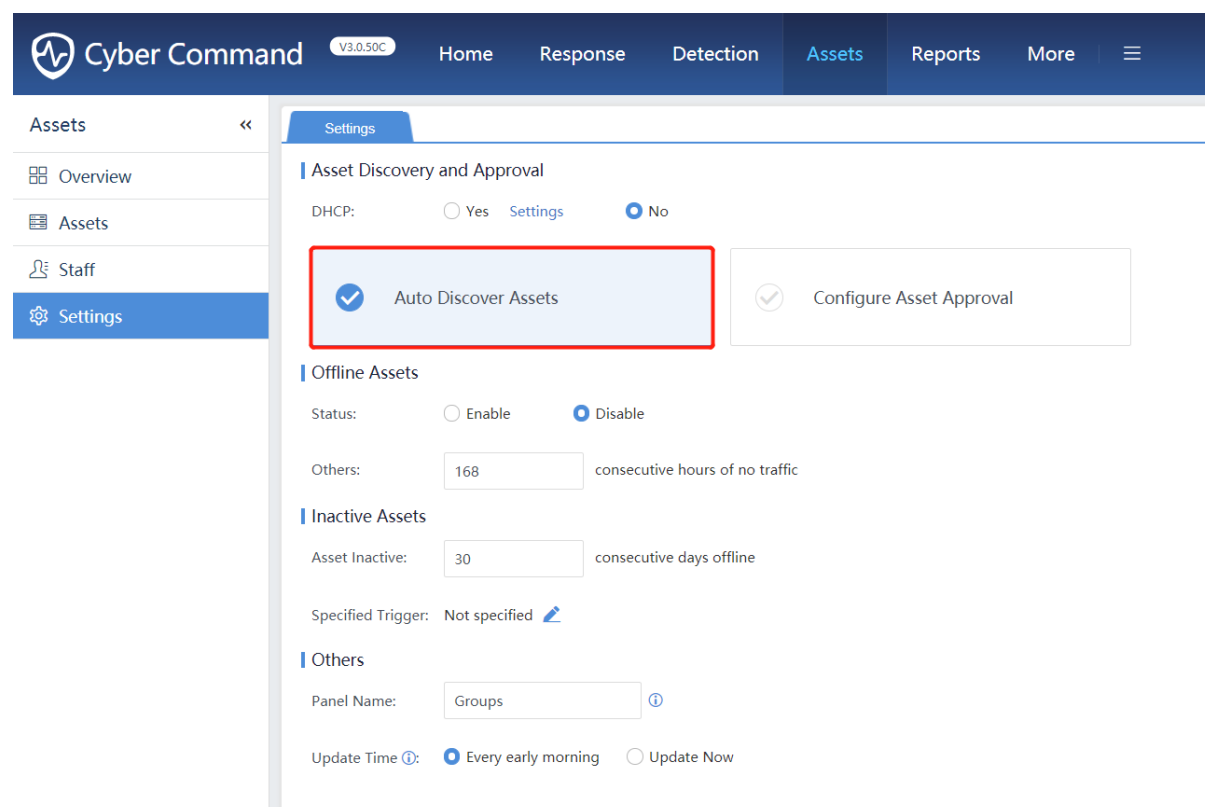 Cyber Command V3.0.50C Home Response Detection Assets Reports More
Assets
Overview
Assets
Staff
Settings
Settings
Asset Discovery and Approval
DHCP: Yes Settings No
Auto Discover Assets Configure Asset Approval
Offline Assets
Status: Enable Disable
Others: 168 consecutive hours of no traffic
Inactive Assets
Asset Inactive: 30 consecutive days offline
Specified Trigger: Not specified
Others
Panel Name: Groups
Update Time : Every early morning Update Now